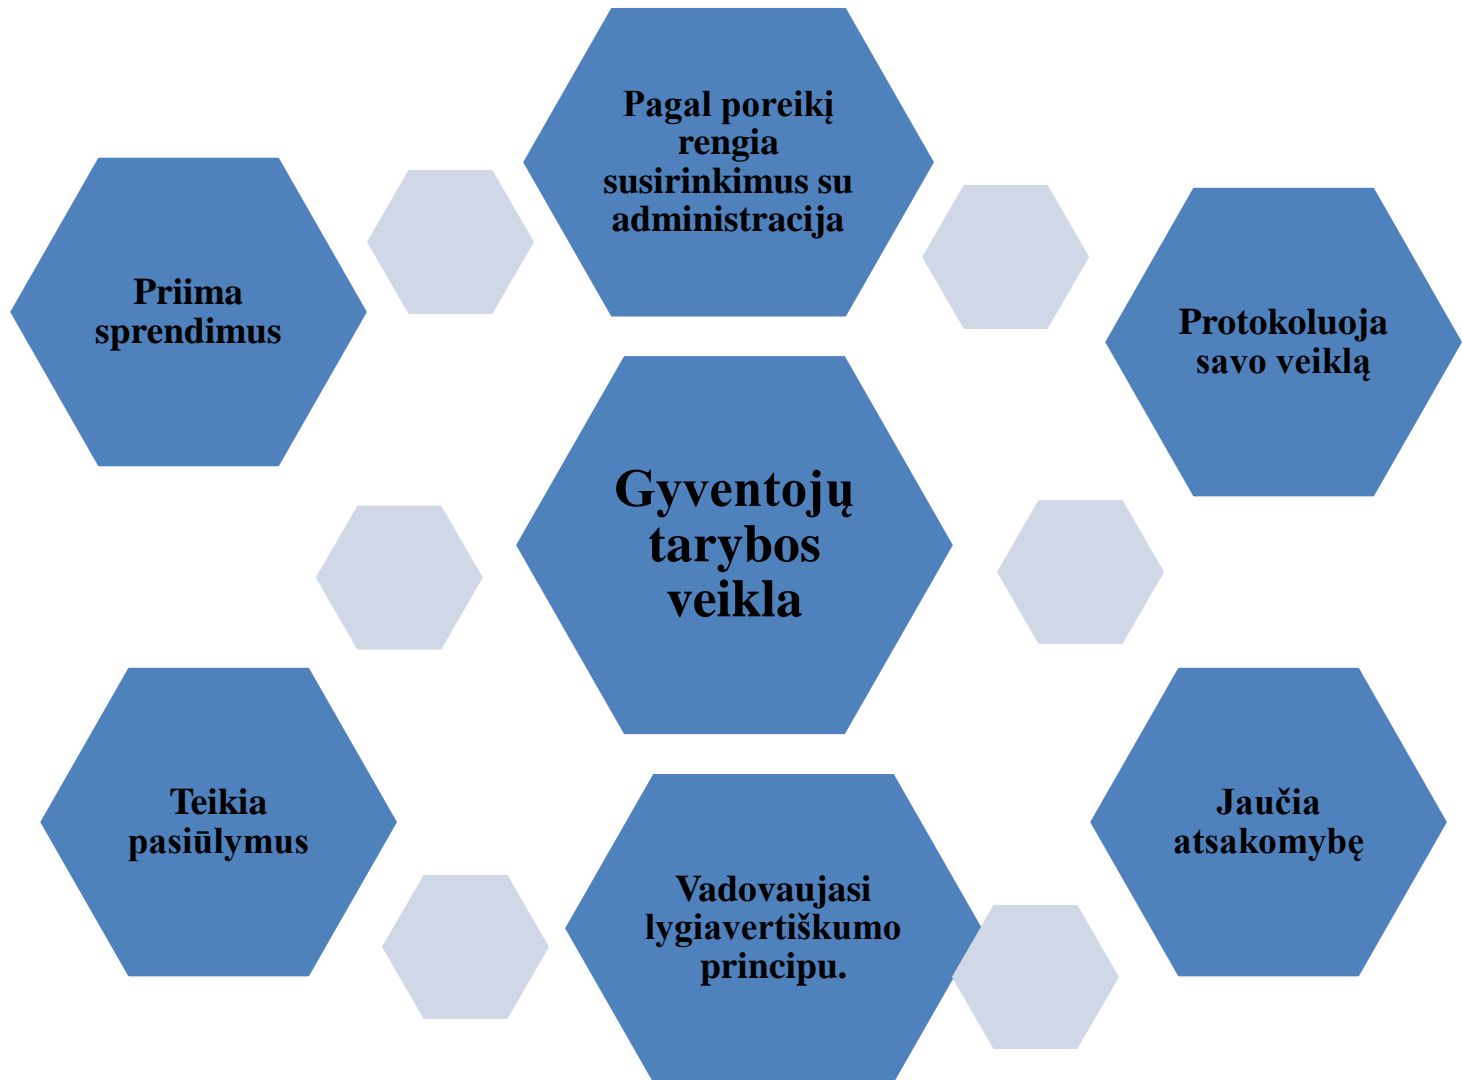 Pagal poreikį
rengia
susirinkimus su
administracija
Priima
sprendimus
Protokoluoja
savo veiklą
Gyventojų
tarybos
veikla
Teikia
pasiūlymus
Jaučia
atsakomybę
Vadovaujasi
lygiavertiškumo
principu.